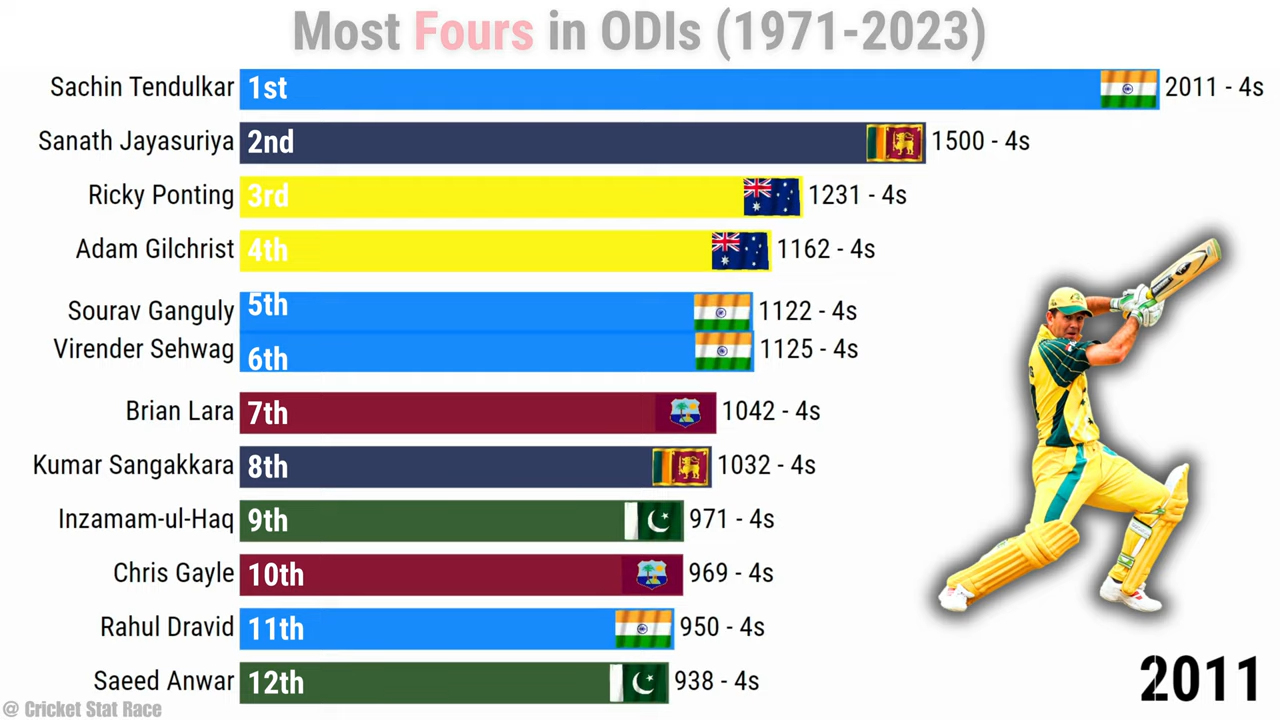 Most Fours in ODIs (1971-2023)
Sachin Tendulkar 1st 2011 - 4s
Sanath Jayasuriya 2nd 1500 - 4s
Ricky Ponting 3rd 1231 - 4s
Adam Gilchrist 4th 1162 - 4s
Sourav Ganguly 5th 1122 - 4s
Virender Sehwag 6th 1125 - 4s
Brian Lara 7th 1042 - 4s
Kumar Sangakkara 8th 1032 - 4s
Inzamam-ul-Haq 9th 971 - 4s
Chris Gayle 10th 969 - 4s
Rahul Dravid 11th 950 - 4s
Saeed Anwar 12th 938 - 4s
2011
@ Cricket Stat Race